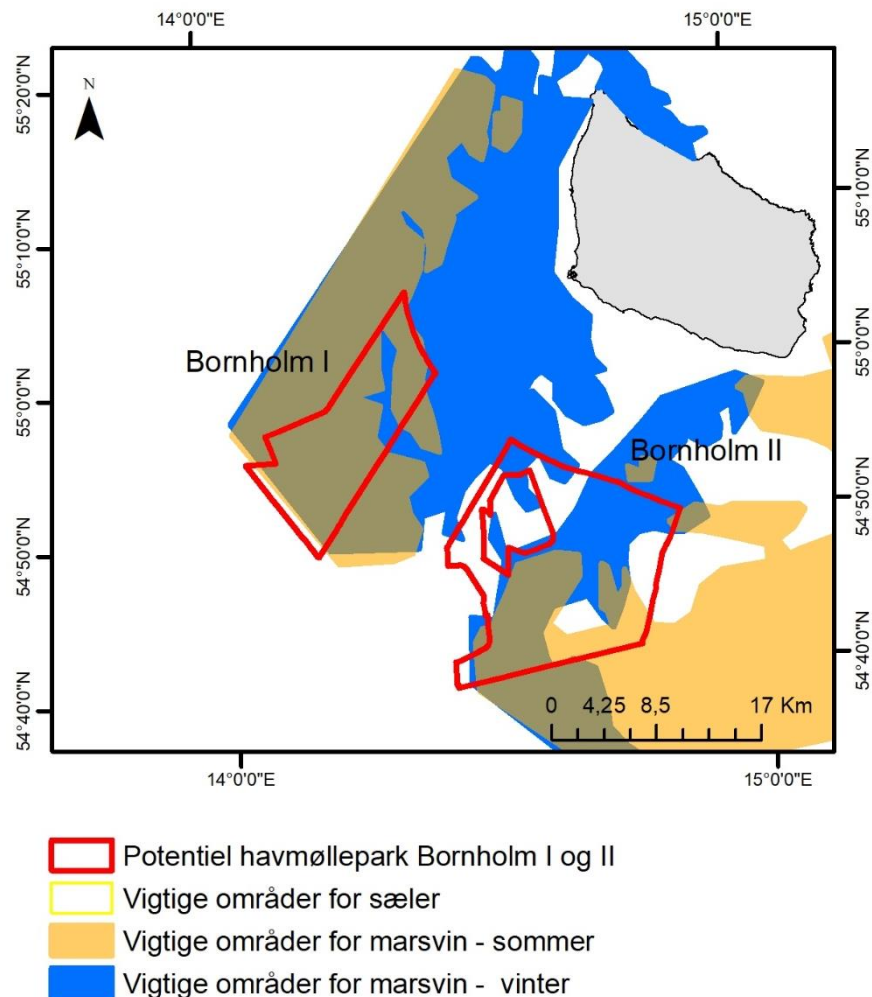 14°0'0"E 15°0'0"E
N
55°20'0"N
55°10'0"N
55°10'0"N
Bornholm I
55°0'0"N
55°0'0"N
Bornholm II
54°50'0"N
54°50'0"N
54°40'0"N
54°40'0"N
0 4,25 8,5 17 Km
14°0'0"E 15°0'0"E
Potentiel havmøllepark Bornholm I og II
Vigtige områder for sæler
Vigtige områder for marsvin - sommer
Vigtige områder for marsvin - vinter